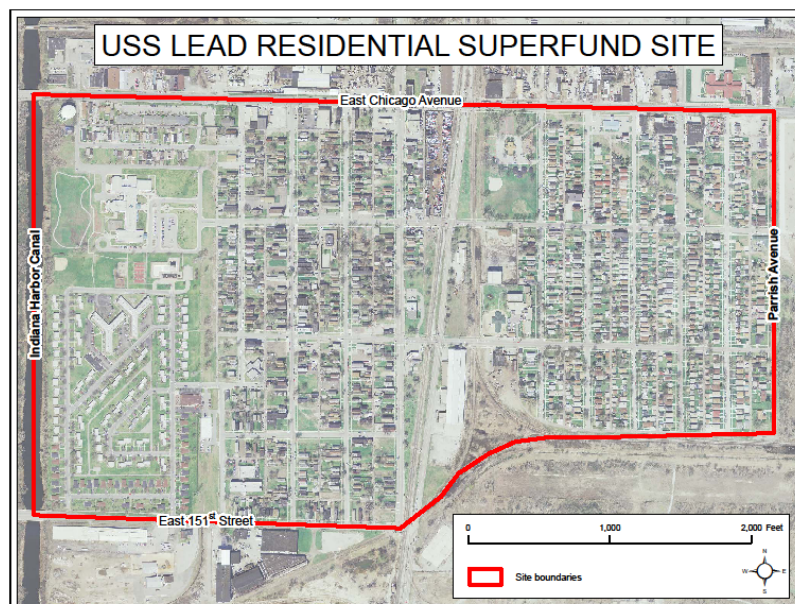 USS LEAD RESIDENTIAL SUPERFUND SITE
East Chicago Avenue
Indiana Harbor Canal
Parrish Avenue
East 151st Street
0 1,000 2,000 Feet
Site boundaries
N
W E
S